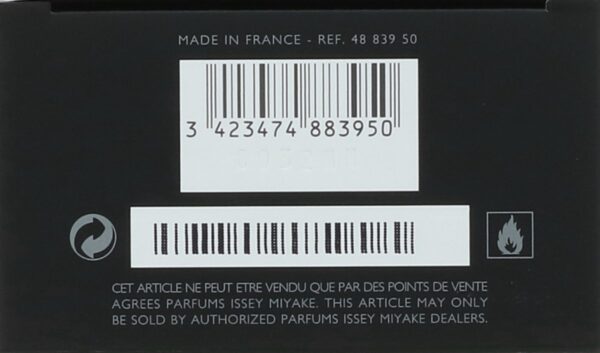 MADE IN FRANCE - REF. 48 839 50
3 423474 883950
CET ARTICLE NE PEUT ETRE VENDU QUE PAR DES POINTS DE VENTE
AGREES PARFUMS ISSEY MIYAKE. THIS ARTICLE MAY ONLY
BE SOLD BY AUTHORIZED PARFUMS ISSEY MIYAKE DEALERS.